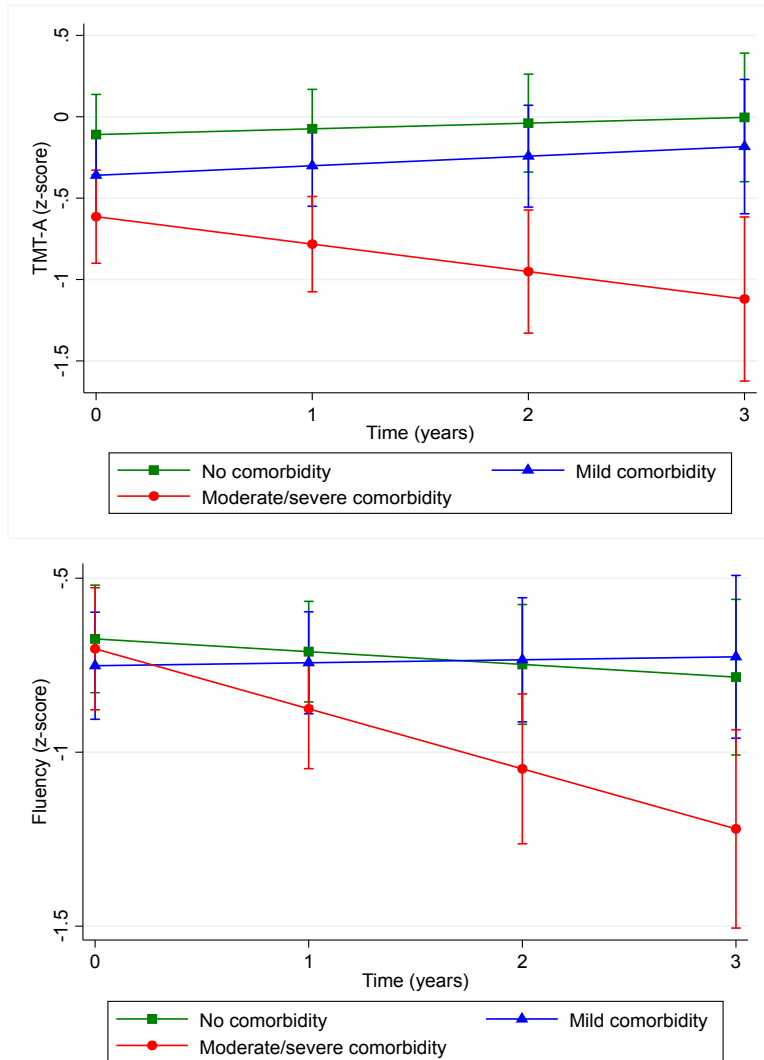 .5
0
-.5
-1
-1.5
TMT-A (z-score)
0 1 2 3
Time (years)
No comorbidity Mild comorbidity
Moderate/severe comorbidity
-.5
-1
-1.5
Fluency (z-score)
0 1 2 3
Time (years)
No comorbidity Mild comorbidity
Moderate/severe comorbidity